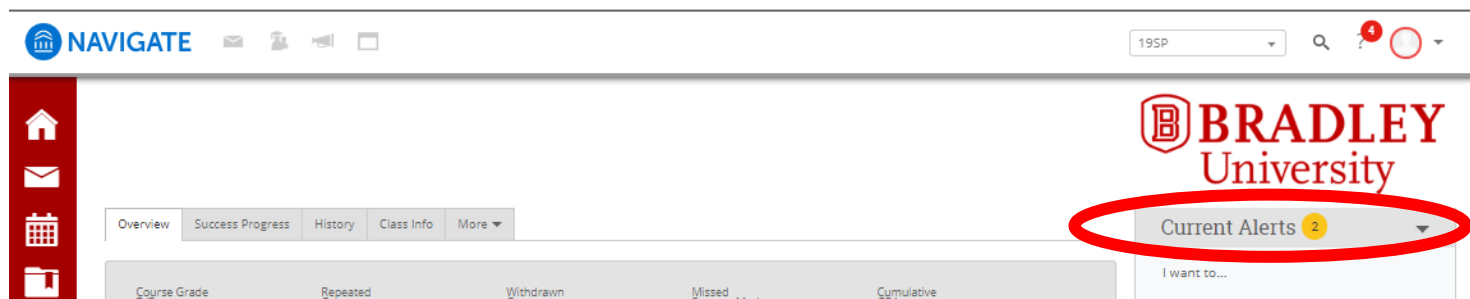 NAVIGATE
19SP
? 4
B BRADLEY
University
Overview Success Progress History Class Info More
Current Alerts 2
I want to...
Course Grade Repeated Withdrawn Missed Cumulative